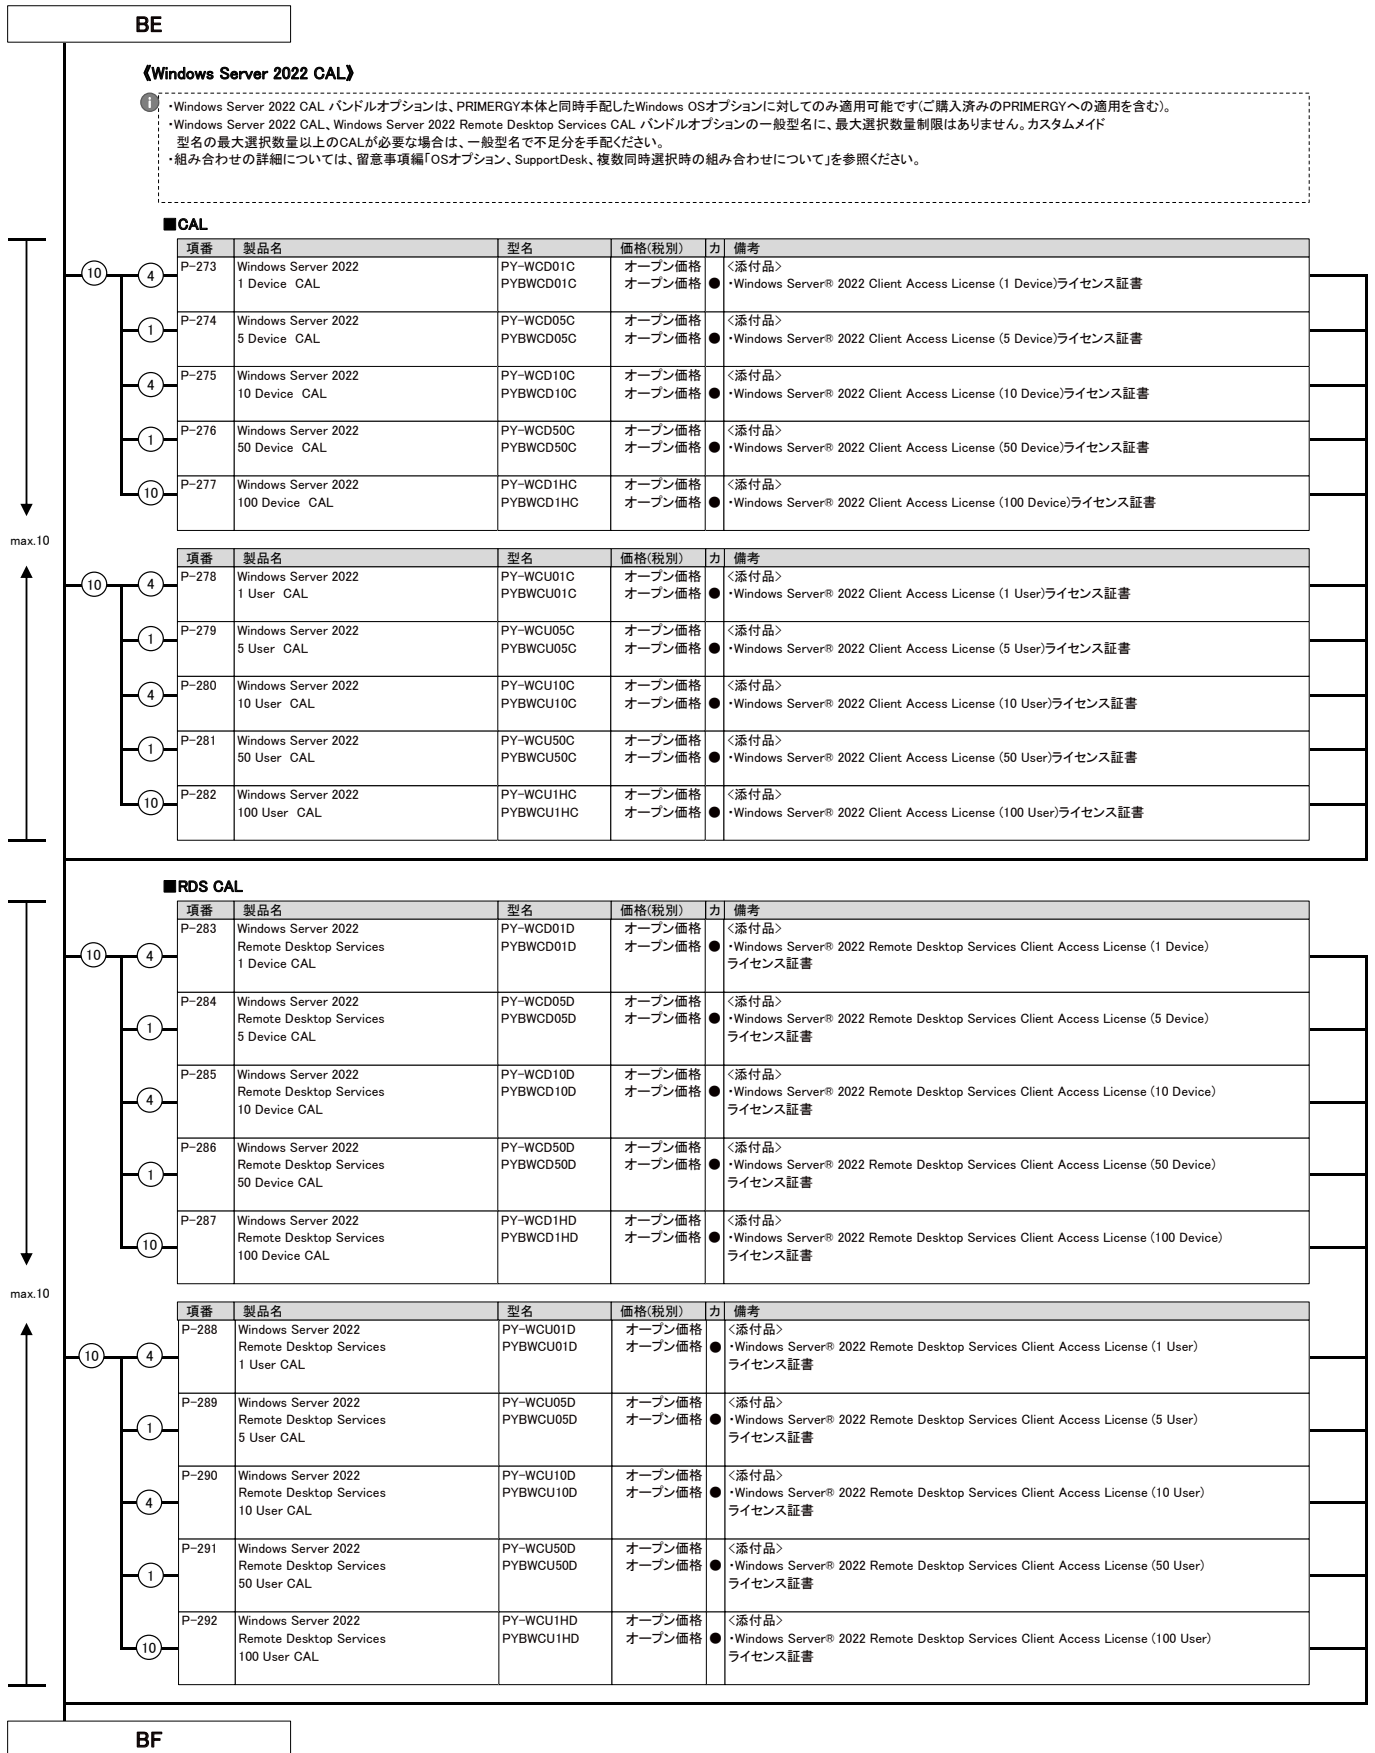 BE
《Windows Server 2022 CAL》
i
・Windows Server 2022 CAL バンドルオプションは、PRIMERGY本体と同時手配したWindows OSオプションに対してのみ適用可能です(ご購入済みのPRIMERGYへの適用を含む)。
・Windows Server 2022 CAL、Windows Server 2022 Remote Desktop Services CAL バンドルオプションの一般型名に、最大選択数量制限はありません。カスタムメイド
型名の最大選択数量以上のCALが必要な場合は、一般型名で不足分を手配ください。
・組み合わせの詳細については、留意事項編「OSオプション、SupportDesk、複数同時選択時の組み合わせについて」を参照ください。
■CAL
項番 製品名 型名 価格(税別) カ 備考
10 4 P-273 Windows Server 2022 PY-WCD01C オープン価格 <添付品>
1 Device CAL PYBWCD01C オープン価格 ● ・Windows Server® 2022 Client Access License (1 Device)ライセンス証書
1 P-274 Windows Server 2022 PY-WCD05C オープン価格 <添付品>
5 Device CAL PYBWCD05C オープン価格 ● ・Windows Server® 2022 Client Access License (5 Device)ライセンス証書
4 P-275 Windows Server 2022 PY-WCD10C オープン価格 <添付品>
10 Device CAL PYBWCD10C オープン価格 ● ・Windows Server® 2022 Client Access License (10 Device)ライセンス証書
1 P-276 Windows Server 2022 PY-WCD50C オープン価格 <添付品>
50 Device CAL PYBWCD50C オープン価格 ● ・Windows Server® 2022 Client Access License (50 Device)ライセンス証書
10 P-277 Windows Server 2022 PY-WCD1HC オープン価格 <添付品>
100 Device CAL PYBWCD1HC オープン価格 ● ・Windows Server® 2022 Client Access License (100 Device)ライセンス証書
max.10
項番 製品名 型名 価格(税別) カ 備考
10 4 P-278 Windows Server 2022 PY-WCU01C オープン価格 <添付品>
1 User CAL PYBWCU01C オープン価格 ● ・Windows Server® 2022 Client Access License (1 User)ライセンス証書
1 P-279 Windows Server 2022 PY-WCU05C オープン価格 <添付品>
5 User CAL PYBWCU05C オープン価格 ● ・Windows Server® 2022 Client Access License (5 User)ライセンス証書
4 P-280 Windows Server 2022 PY-WCU10C オープン価格 <添付品>
10 User CAL PYBWCU10C オープン価格 ● ・Windows Server® 2022 Client Access License (10 User)ライセンス証書
1 P-281 Windows Server 2022 PY-WCU50C オープン価格 <添付品>
50 User CAL PYBWCU50C オープン価格 ● ・Windows Server® 2022 Client Access License (50 User)ライセンス証書
10 P-282 Windows Server 2022 PY-WCU1HC オープン価格 <添付品>
100 User CAL PYBWCU1HC オープン価格 ● ・Windows Server® 2022 Client Access License (100 User)ライセンス証書
■RDS CAL
項番 製品名 型名 価格(税別) カ 備考
P-283 Windows Server 2022 PY-WCD01D オープン価格 <添付品>
10 4 Remote Desktop Services PYBWCD01D オープン価格 ● ・Windows Server® 2022 Remote Desktop Services Client Access License (1 Device)
1 Device CAL ライセンス証書
P-284 Windows Server 2022 PY-WCD05D オープン価格 <添付品>
1 Remote Desktop Services PYBWCD05D オープン価格 ● ・Windows Server® 2022 Remote Desktop Services Client Access License (5 Device)
5 Device CAL ライセンス証書
P-285 Windows Server 2022 PY-WCD10D オープン価格 <添付品>
4 Remote Desktop Services PYBWCD10D オープン価格 ● ・Windows Server® 2022 Remote Desktop Services Client Access License (10 Device)
10 Device CAL ライセンス証書
P-286 Windows Server 2022 PY-WCD50D オープン価格 <添付品>
1 Remote Desktop Services PYBWCD50D オープン価格 ● ・Windows Server® 2022 Remote Desktop Services Client Access License (50 Device)
50 Device CAL ライセンス証書
P-287 Windows Server 2022 PY-WCD1HD オープン価格 <添付品>
10 Remote Desktop Services PYBWCD1HD オープン価格 ● ・Windows Server® 2022 Remote Desktop Services Client Access License (100 Device)
100 Device CAL ライセンス証書
max.10
項番 製品名 型名 価格(税別) カ 備考
P-288 Windows Server 2022 PY-WCU01D オープン価格 <添付品>
10 4 Remote Desktop Services PYBWCU01D オープン価格 ● ・Windows Server® 2022 Remote Desktop Services Client Access License (1 User)
1 User CAL ライセンス証書
P-289 Windows Server 2022 PY-WCU05D オープン価格 <添付品>
1 Remote Desktop Services PYBWCU05D オープン価格 ● ・Windows Server® 2022 Remote Desktop Services Client Access License (5 User)
5 User CAL ライセンス証書
P-290 Windows Server 2022 PY-WCU10D オープン価格 <添付品>
4 Remote Desktop Services PYBWCU10D オープン価格 ● ・Windows Server® 2022 Remote Desktop Services Client Access License (10 User)
10 User CAL ライセンス証書
P-291 Windows Server 2022 PY-WCU50D オープン価格 <添付品>
1 Remote Desktop Services PYBWCU50D オープン価格 ● ・Windows Server® 2022 Remote Desktop Services Client Access License (50 User)
50 User CAL ライセンス証書
P-292 Windows Server 2022 PY-WCU1HD オープン価格 <添付品>
10 Remote Desktop Services PYBWCU1HD オープン価格 ● ・Windows Server® 2022 Remote Desktop Services Client Access License (100 User)
100 User CAL ライセンス証書
BF